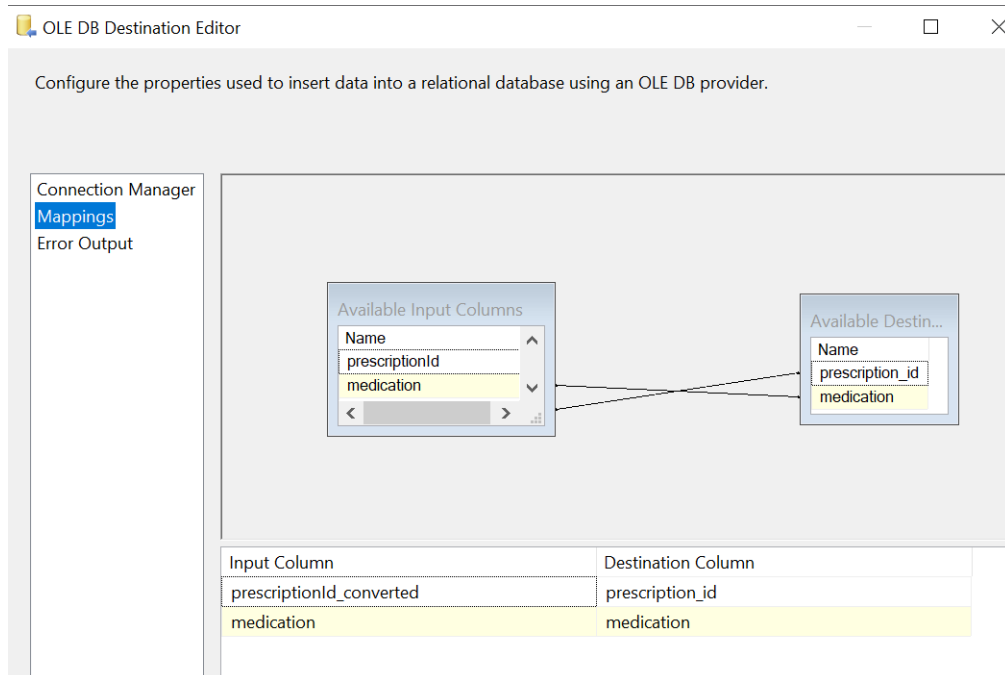 OLE DB Destination Editor
Configure the properties used to insert data into a relational database using an OLE DB provider.
Connection Manager
Mappings
Error Output
Available Input Columns
Name
prescriptionId
medication
Available Destin...
Name
prescription_id
medication
Input Column Destination Column
prescriptionId_converted prescription_id
medication medication